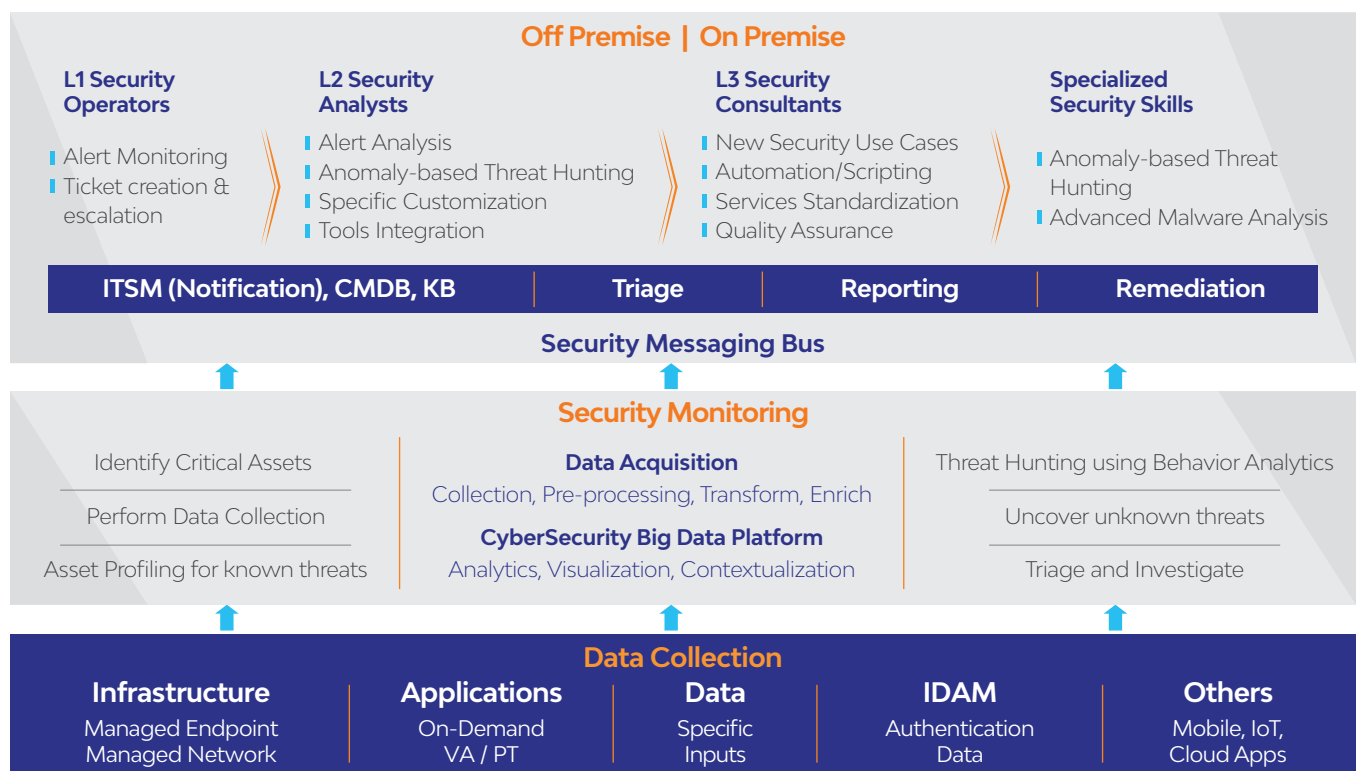 Off Premise | On Premise
L1 Security
Operators
Alert Monitoring
Ticket creation &
escalation
L2 Security
Analysts
Alert Analysis
Anomaly-based Threat Hunting
Specific Customization
Tools Integration
L3 Security
Consultants
New Security Use Cases
Automation/Scripting
Services Standardization
Quality Assurance
Specialized
Security Skills
Anomaly-based Threat
Hunting
Advanced Malware Analysis
ITSM (Notification), CMDB, KB
Triage
Reporting
Remediation
Security Messaging Bus
Security Monitoring
Identify Critical Assets
Perform Data Collection
Asset Profiling for known threats
Data Acquisition
Collection, Pre-processing, Transform, Enrich
CyberSecurity Big Data Platform
Analytics, Visualization, Contextualization
Threat Hunting using Behavior Analytics
Uncover unknown threats
Triage and Investigate
Data Collection
Infrastructure
Managed Endpoint
Managed Network
Applications
On-Demand
VA / PT
Data
Specific
Inputs
IDAM
Authentication
Data
Others
Mobile, IoT,
Cloud Apps